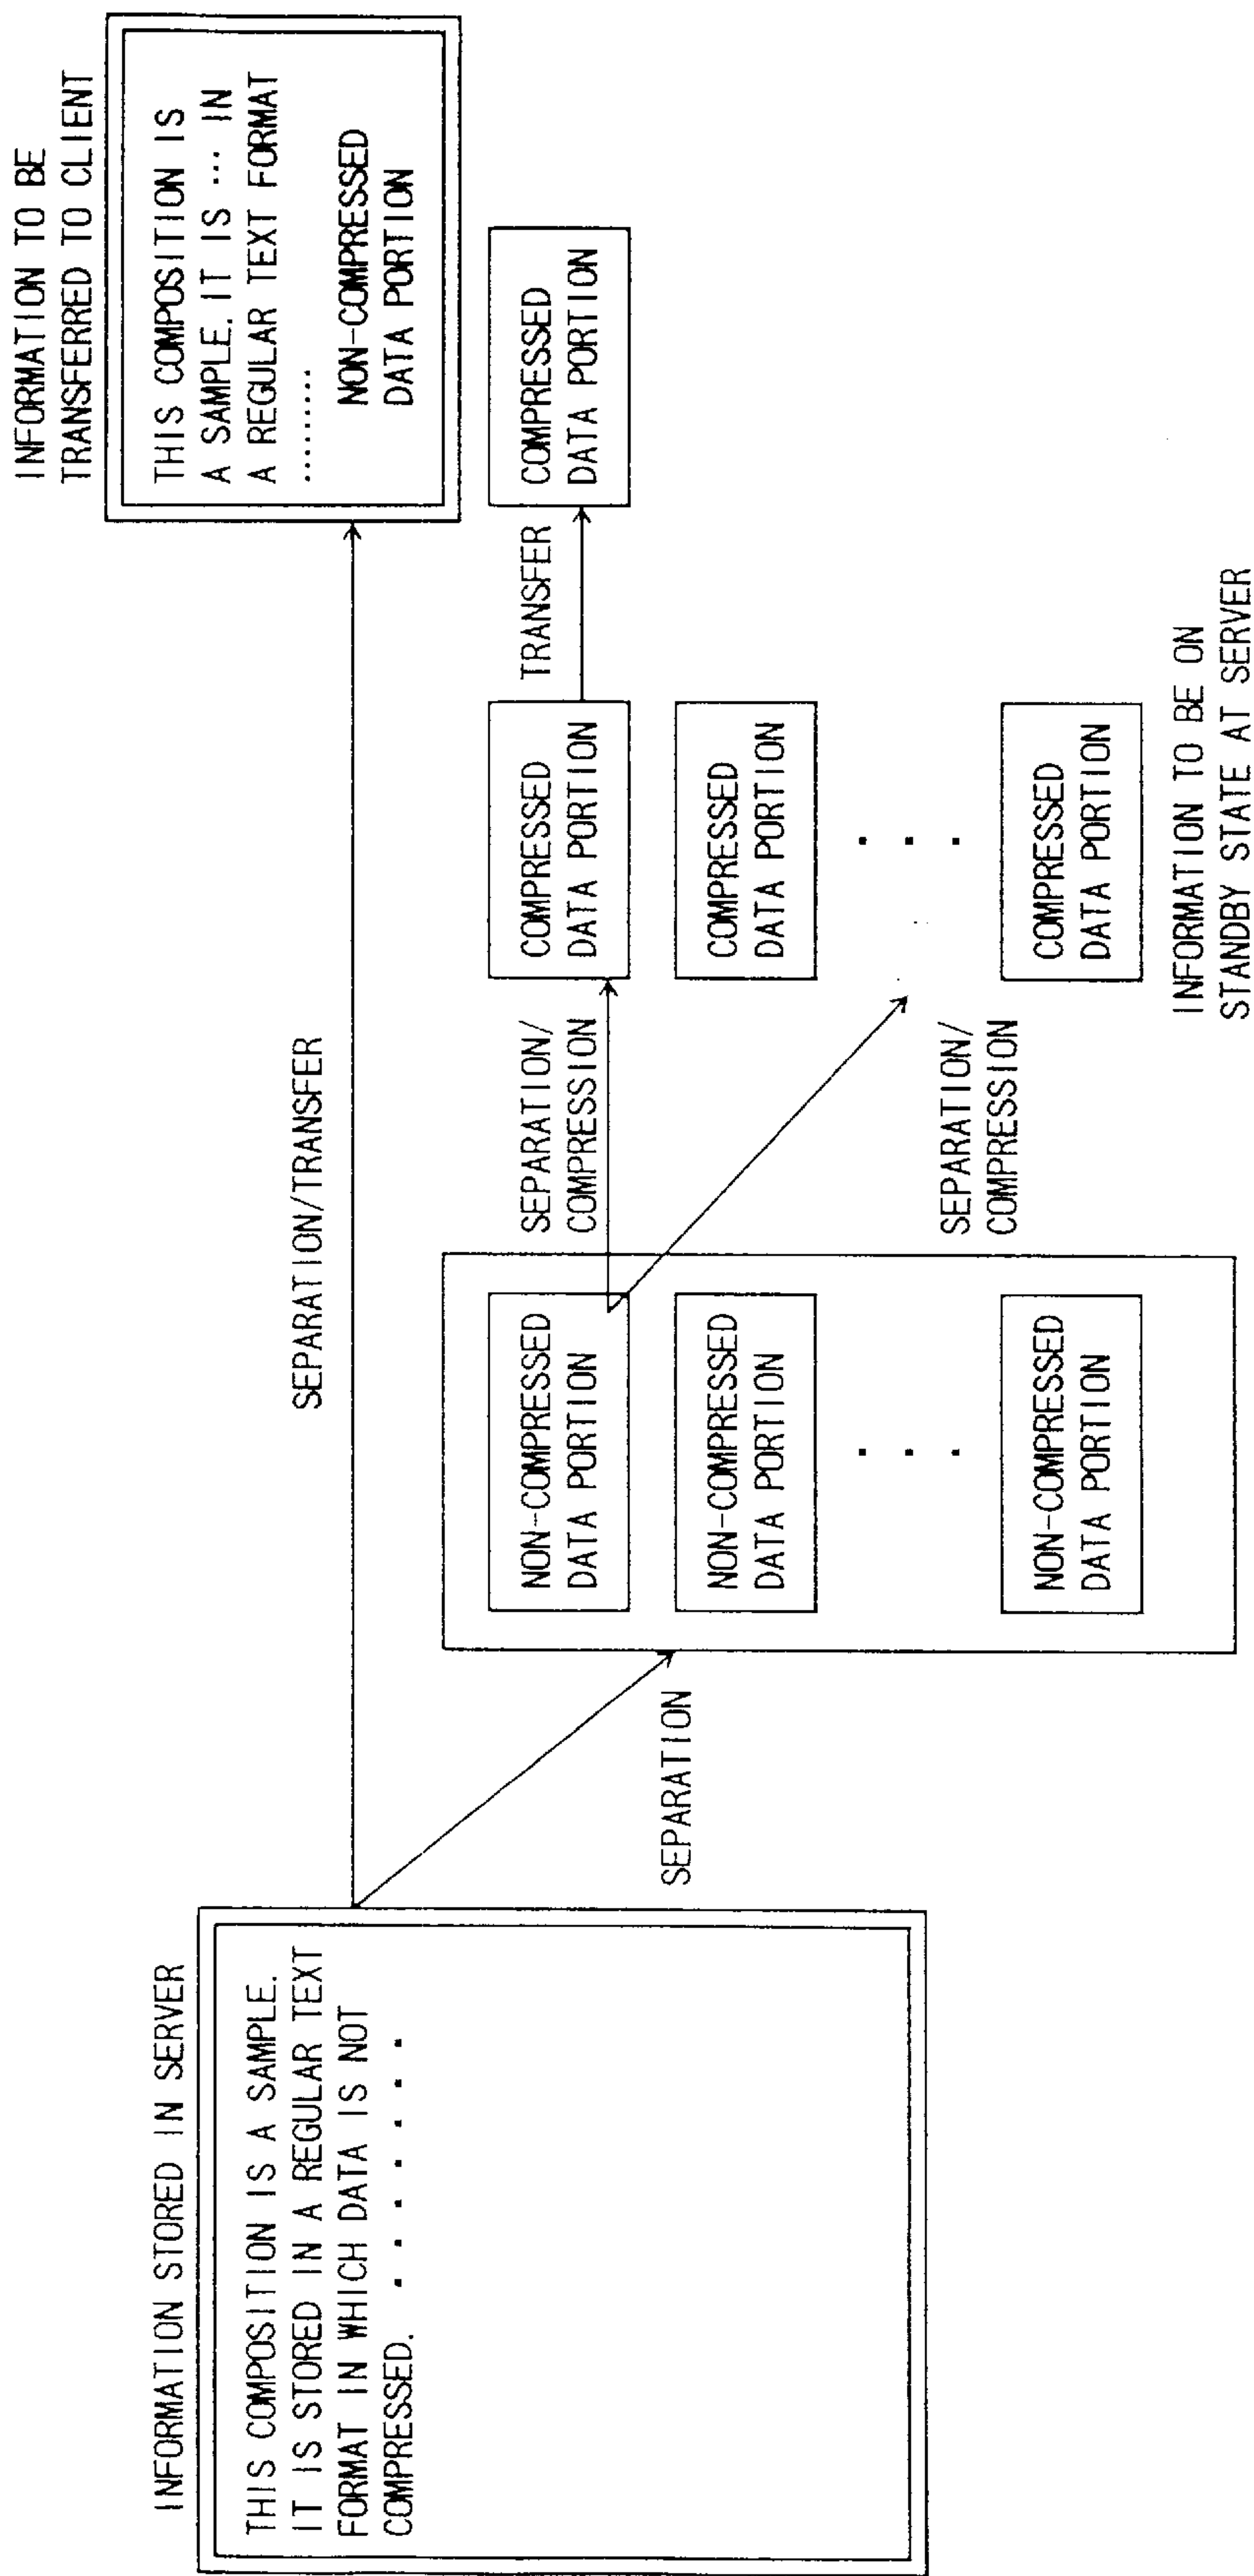 INFORMATION STORED IN SERVER
THIS COMPOSITION IS A SAMPLE.
IT IS STORED IN A REGULAR TEXT
FORMAT IN WHICH DATA IS NOT
COMPRESSED. . . . . . . .
SEPARATION/TRANSFER
SEPARATION
NON-COMPRESSED
DATA PORTION
NON-COMPRESSED
DATA PORTION
. . .
NON-COMPRESSED
DATA PORTION
SEPARATION/
COMPRESSION
SEPARATION/
COMPRESSION
COMPRESSED
DATA PORTION
COMPRESSED
DATA PORTION
. . .
COMPRESSED
DATA PORTION
INFORMATION TO BE ON
STANDBY STATE AT SERVER
TRANSFER
INFORMATION TO BE
TRANSFERRED TO CLIENT
THIS COMPOSITION IS
A SAMPLE.IT IS ... IN
A REGULAR TEXT FORMAT
........
NON-COMPRESSED
DATA PORTION
COMPRESSED
DATA PORTION